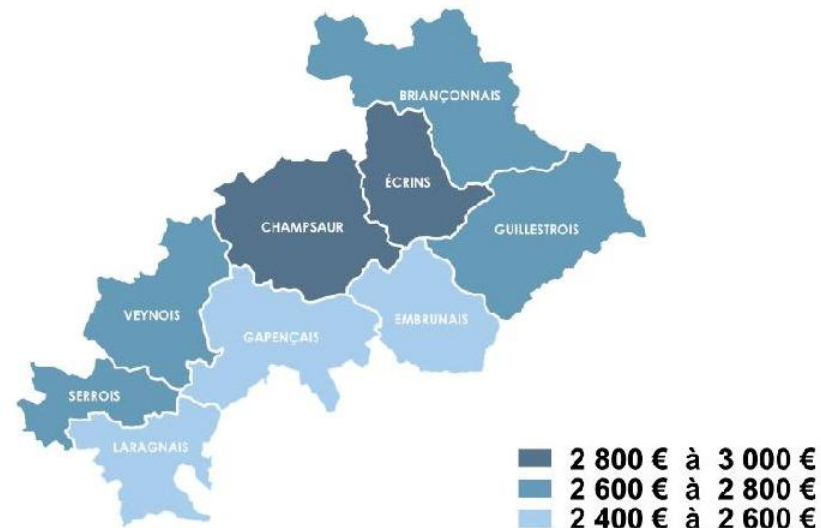 BRIANÇONNAIS
ÉCRINS
CHAMPSAUR
GUILLESTROIS
VEYNOIS
EMBRUNAIS
GAPENÇAIS
SERROIS
LARAGNAIS
2 800 € à 3 000 €
2 600 € à 2 800 €
2 400 € à 2 600 €